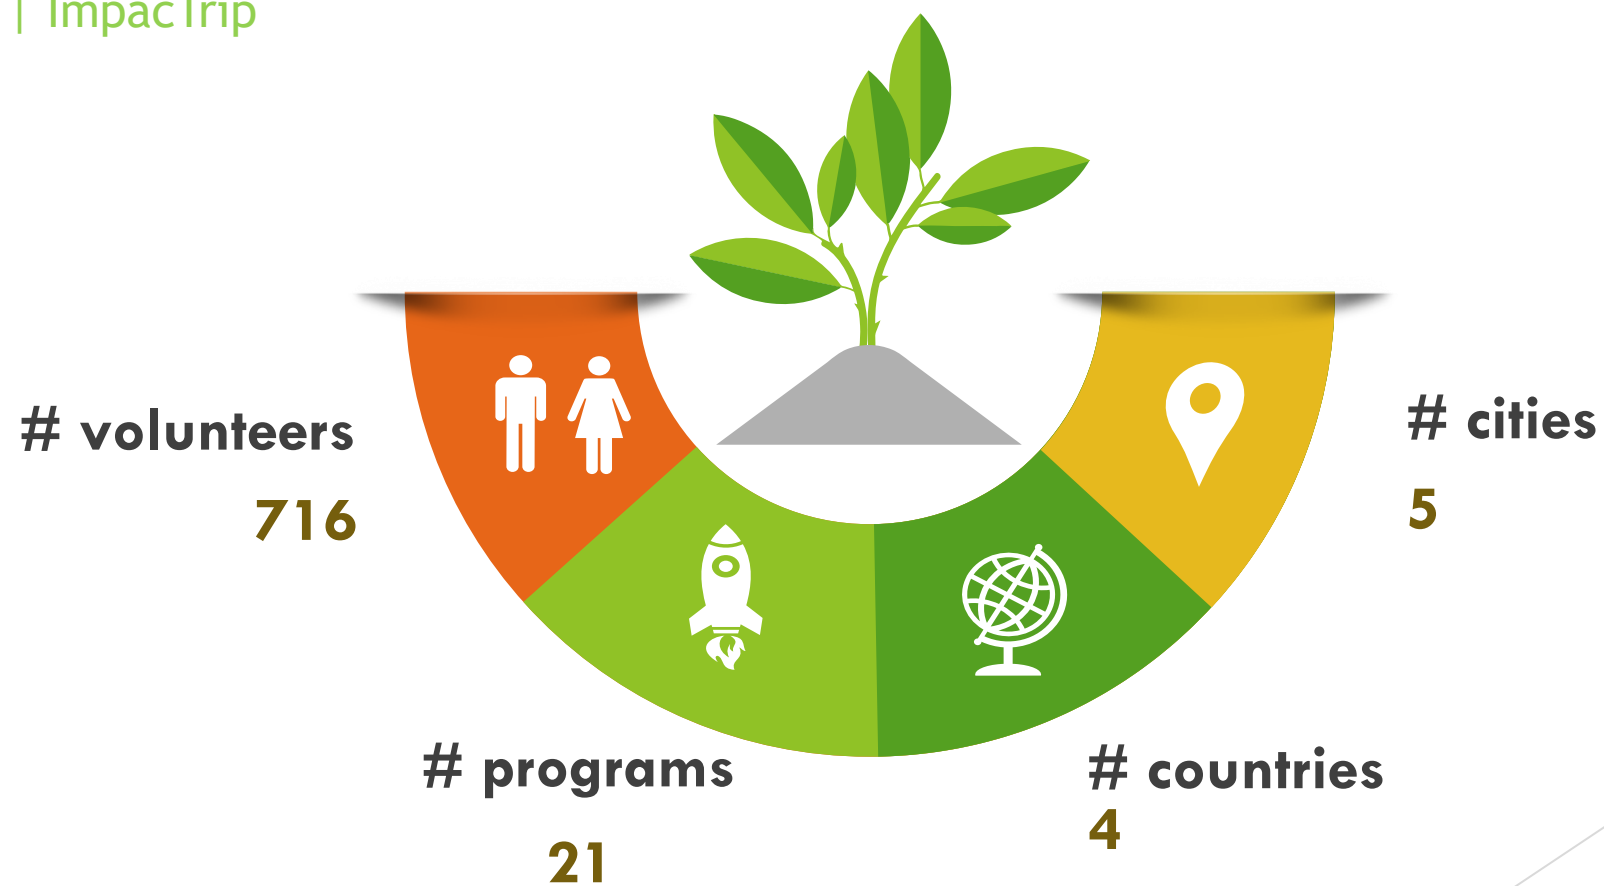 | ImpacTrip
# volunteers
716
# cities
5
# programs
21
# countries
4